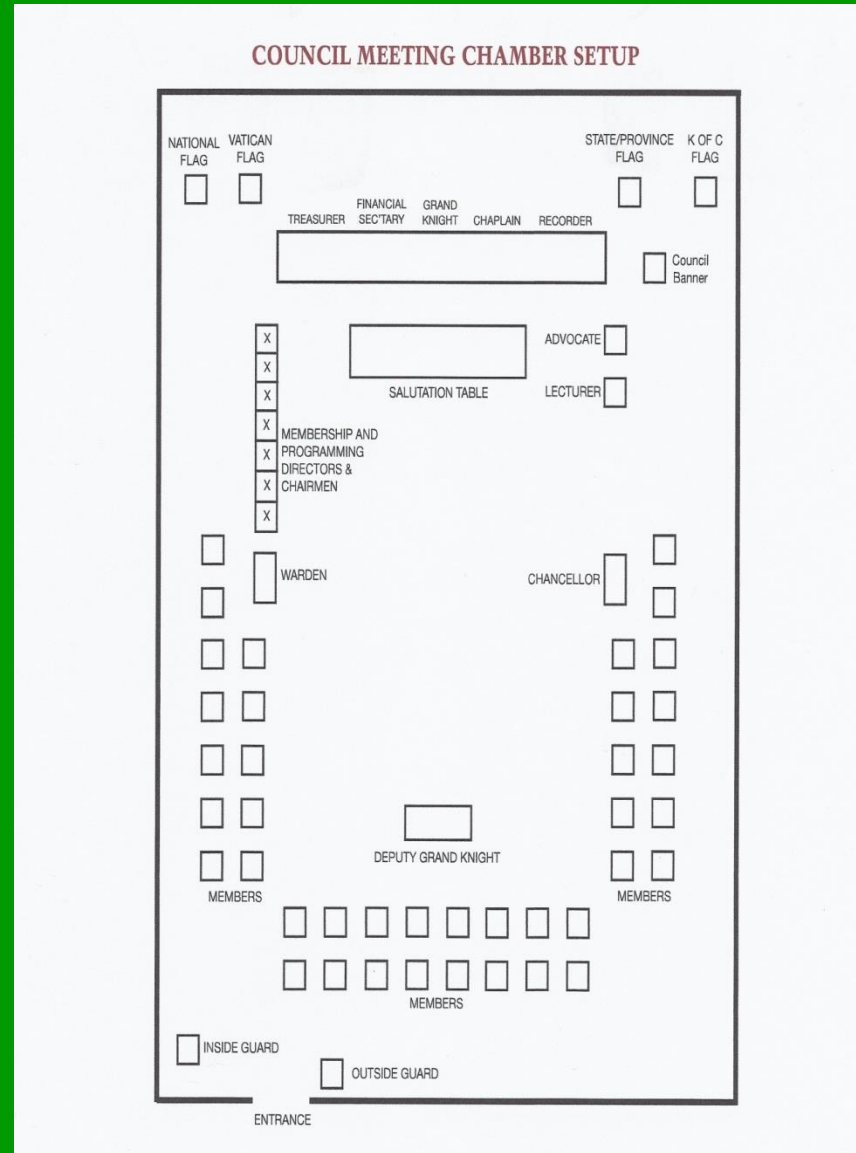 COUNCIL MEETING CHAMBER SETUP
NATIONAL
FLAG
VATICAN
FLAG
STATE/PROVINCE
FLAG
K OF C
FLAG
TREASURER
FINANCIAL
SEC'TARY
GRAND
KNIGHT
CHAPLAIN
RECORDER
Council
Banner
X
X
X
X
X
X
X
ADVOCATE
SALUTATION TABLE
LECTURER
MEMBERSHIP AND
PROGRAMMING
DIRECTORS &
CHAIRMEN
WARDEN
CHANCELLOR
DEPUTY GRAND KNIGHT
MEMBERS
MEMBERS
MEMBERS
INSIDE GUARD
OUTSIDE GUARD
ENTRANCE